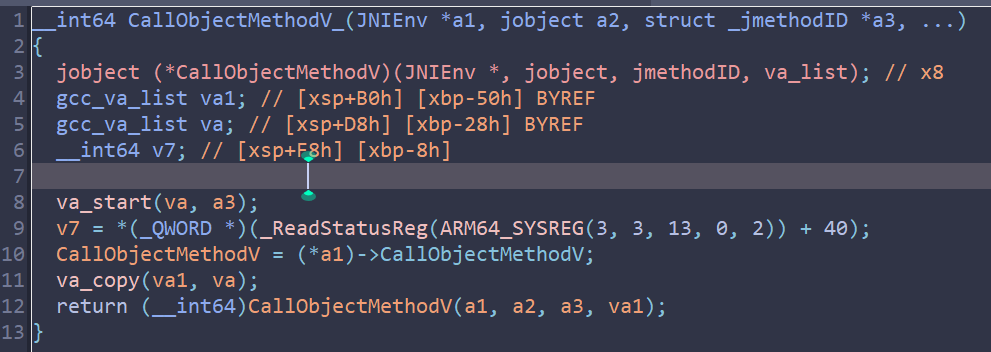 1 __int64 CallObjectMethodV_(JNIEnv *a1, jobject a2, struct _jmethodID *a3, ...)
2 {
3   jobject (*CallObjectMethodV)(JNIEnv *, jobject, jmethodID, va_list); // x8
4   gcc_va_list va1; // [xsp+B0h] [xbp-50h] BYREF
5   gcc_va_list va; // [xsp+D8h] [xbp-28h] BYREF
6   __int64 v7; // [xsp+F8h] [xbp-8h]
7
8   va_start(va, a3);
9   v7 = *(_QWORD *)(_ReadStatusReg(ARM64_SYSREG(3, 3, 13, 0, 2)) + 40);
10   CallObjectMethodV = (*a1)->CallObjectMethodV;
11   va_copy(va1, va);
12   return (__int64)CallObjectMethodV(a1, a2, a3, va1);
13 }